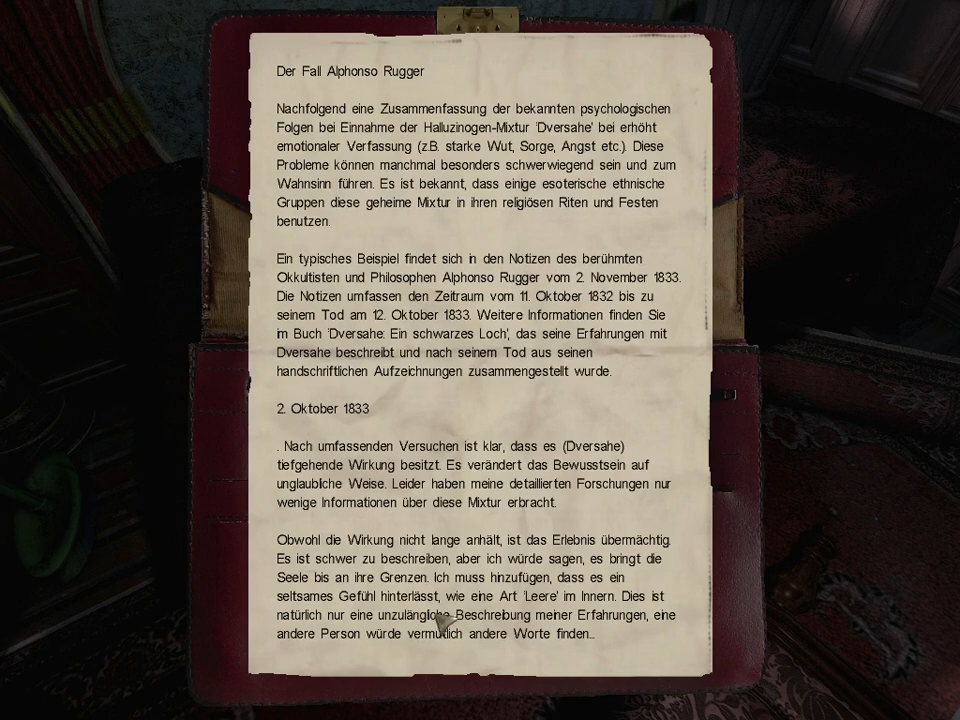 Der Fall Alphonso Rugger
Nachfolgend eine Zusammenfassung der bekannten psychologischen
Folgen bei Einnahme der Halluzinogen-Mixtur 'Dversahe' bei erhöht
emotionaler Verfassung (z.B. starke Wut, Sorge, Angst etc.). Diese
Probleme können manchmal besonders schwerwiegend sein und zum
Wahnsinn führen. Es ist bekannt, dass einige esoterische ethnische
Gruppen diese geheime Mixtur in ihren religiösen Riten und Festen
benutzen.
Ein typisches Beispiel findet sich in den Notizen des berühmten
Okkultisten und Philosophen Alphonso Rugger vom 2. November 1833.
Die Notizen umfassen den Zeitraum vom 11. Oktober 1832 bis zu
seinem Tod am 12. Oktober 1833. Weitere Informationen finden Sie
im Buch 'Dversahe: Ein schwarzes Loch', das seine Erfahrungen mit
Dversahe beschreibt und nach seinem Tod aus seinen
handschriftlichen Aufzeichnungen zusammengestellt wurde.
2. Oktober 1833
. Nach umfassenden Versuchen ist klar, dass es (Dversahe)
tiefgehende Wirkung besitzt. Es verändert das Bewusstsein auf
unglaubliche Weise. Leider haben meine detaillierten Forschungen nur
wenige Informationen über diese Mixtur erbracht.
Obwohl die Wirkung nicht lange anhält, ist das Erlebnis übermächtig.
Es ist schwer zu beschreiben, aber ich würde sagen, es bringt die
Seele bis an ihre Grenzen. Ich muss hinzufügen, dass es ein
seltsames Gefühl hinterlässt, wie eine Art 'Leere' im Innern. Dies ist
natürlich nur eine unzulängliche Beschreibung meiner Erfahrungen, eine
andere Person würde vermutlich andere Worte finden...